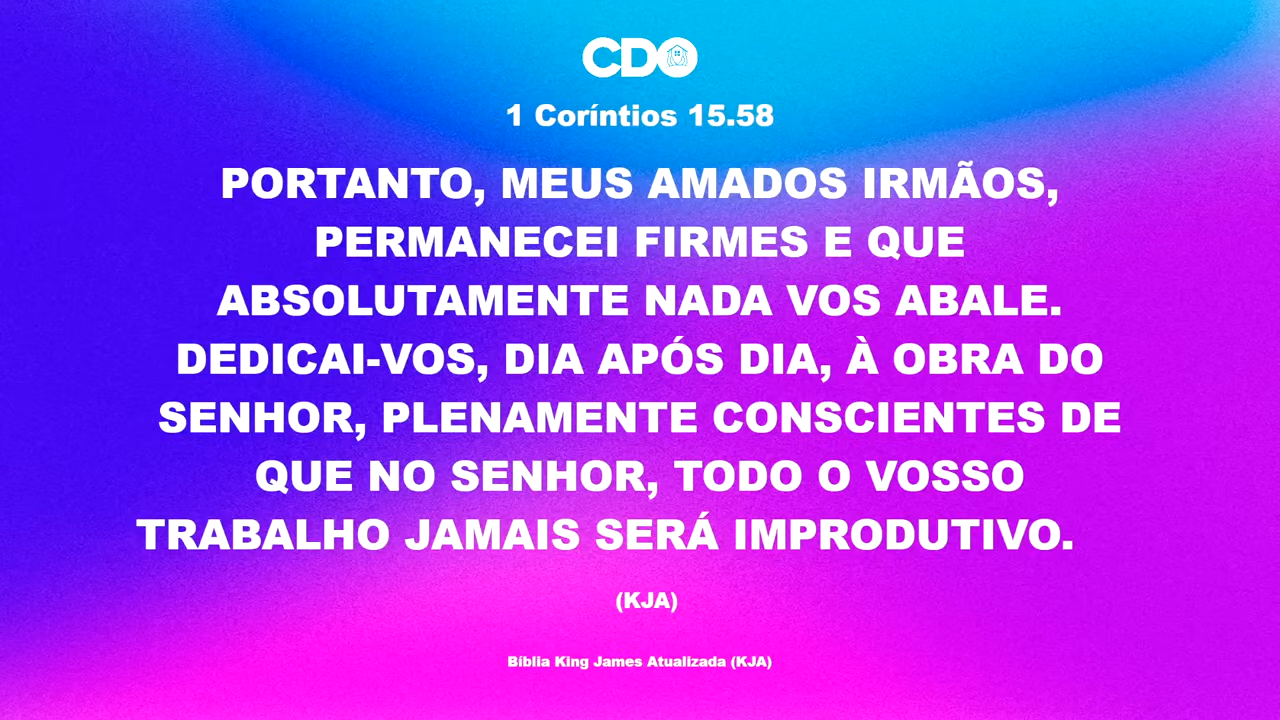 CDO
1 Coríntios 15.58
PORTANTO, MEUS AMADOS IRMÃOS,
PERMANECEI FIRMES E QUE
ABSOLUTAMENTE NADA VOS ABALE.
DEDICAI-VOS, DIA APÓS DIA, À OBRA DO
SENHOR, PLENAMENTE CONSCIENTES DE
QUE NO SENHOR, TODO O VOSSO
TRABALHO JAMAIS SERÁ IMPRODUTIVO.
(KJA)
Bíblia King James Atualizada (KJA)